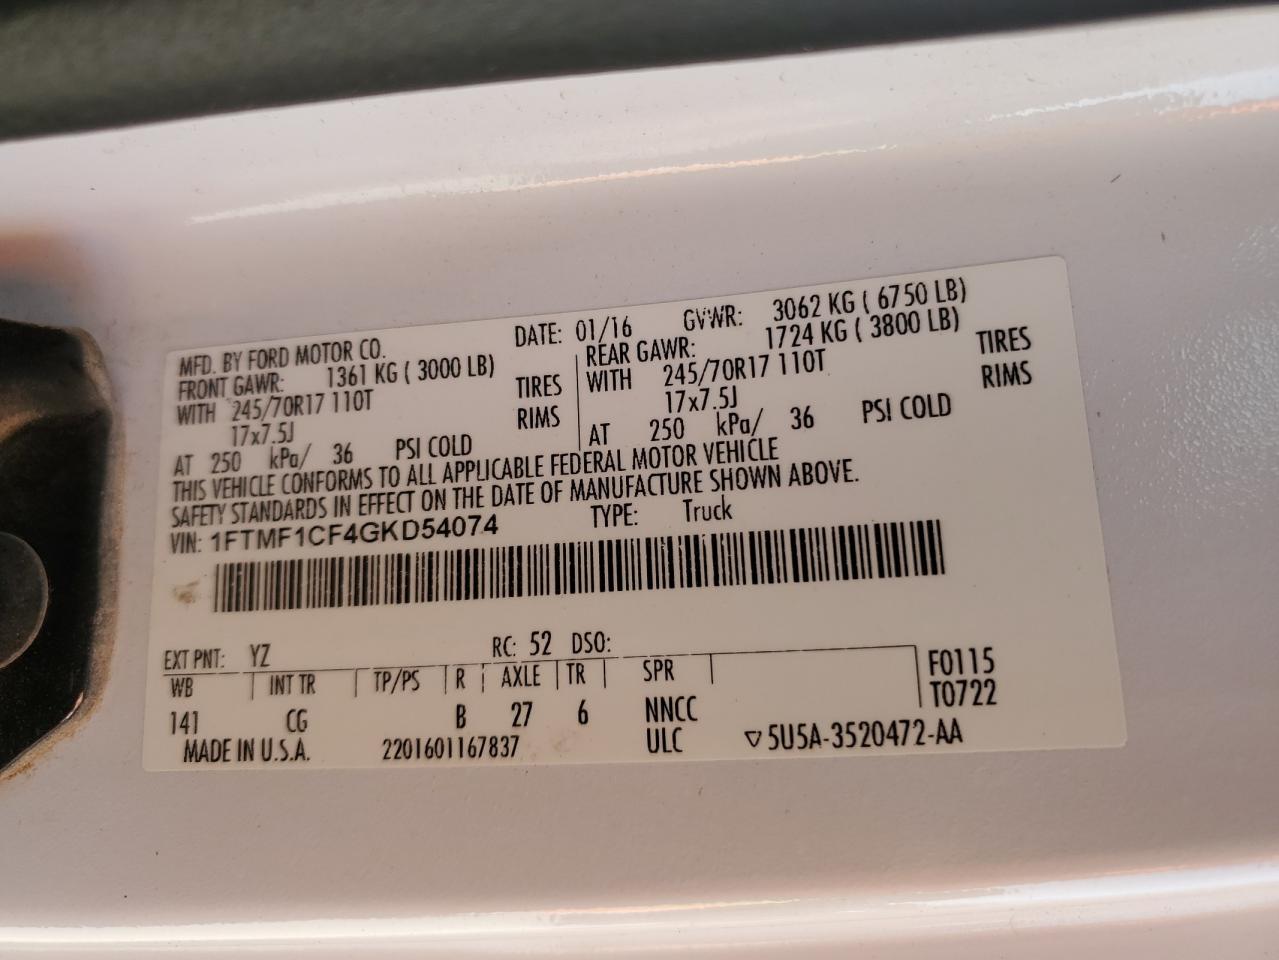 MFD. BY FORD MOTOR CO. DATE: 01/16 GVWR: 3062 KG ( 6750 LB)
FRONT GAWR: 1361 KG ( 3000 LB) REAR GAWR: 1724 KG ( 3800 LB)
WITH 245/70R17 110T TIRES WITH 245/70R17 110T TIRES
17x7.5J RIMS 17x7.5J RIMS
AT 250 kPa/ 36 PSI COLD AT 250 kPa/ 36 PSI COLD
THIS VEHICLE CONFORMS TO ALL APPLICABLE FEDERAL MOTOR VEHICLE
SAFETY STANDARDS IN EFFECT ON THE DATE OF MANUFACTURE SHOWN ABOVE.
VIN: 1FTMF1CF4GKD54074 TYPE: Truck
EXT PNT: YZ RC: 52 DSO:
WB INT TR TP/PS R AXLE TR SPR F0115
141 CG B 27 6 NNCC T0722
MADE IN U.S.A. 2201601167837 ULC ▽5U5A-3520472-AA